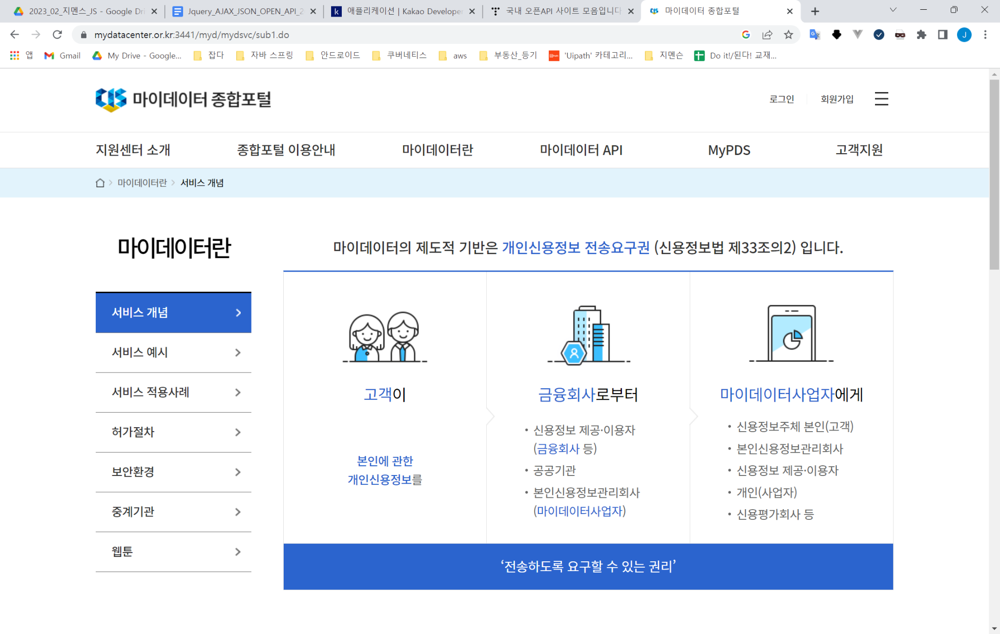 2023_02_지멘스_JS - Google Dri
Jquery_AJAX_JSON_OPEN_API_2
애플리케이션 | Kakao Developer
국내 오픈API 사이트 모음입니다
마이데이터 종합포털
mydatacenter.or.kr:3441/myd/mydsvc/sub1.do
앱
Gmail
My Drive - Google...
잡다
자바 스프링
안드로이드
쿠버네티스
aws
부동산_등기
'Uipath' 카테고리...
지멘슨
Do it!/된다! 교재...
마이데이터 종합포털
로그인
회원가입
지원센터 소개
종합포털 이용안내
마이데이터란
마이데이터 API
MyPDS
고객지원
마이데이터란
서비스 개념
마이데이터란
서비스 개념
서비스 예시
서비스 적용사례
허가절차
보안환경
중계기관
웹툰
마이데이터의 제도적 기반은 개인신용정보 전송요구권 (신용정보법 제33조의2) 입니다.
고객이
본인에 관한
개인신용정보를
금융회사로부터
• 신용정보 제공·이용자
(금융회사 등)
• 공공기관
• 본인신용정보관리회사
(마이데이터사업자)
마이데이터사업자에게
• 신용정보주체 본인(고객)
• 본인신용정보관리회사
• 신용정보 제공·이용자
• 개인(사업자)
• 신용평가회사 등
‘전송하도록 요구할 수 있는 권리’